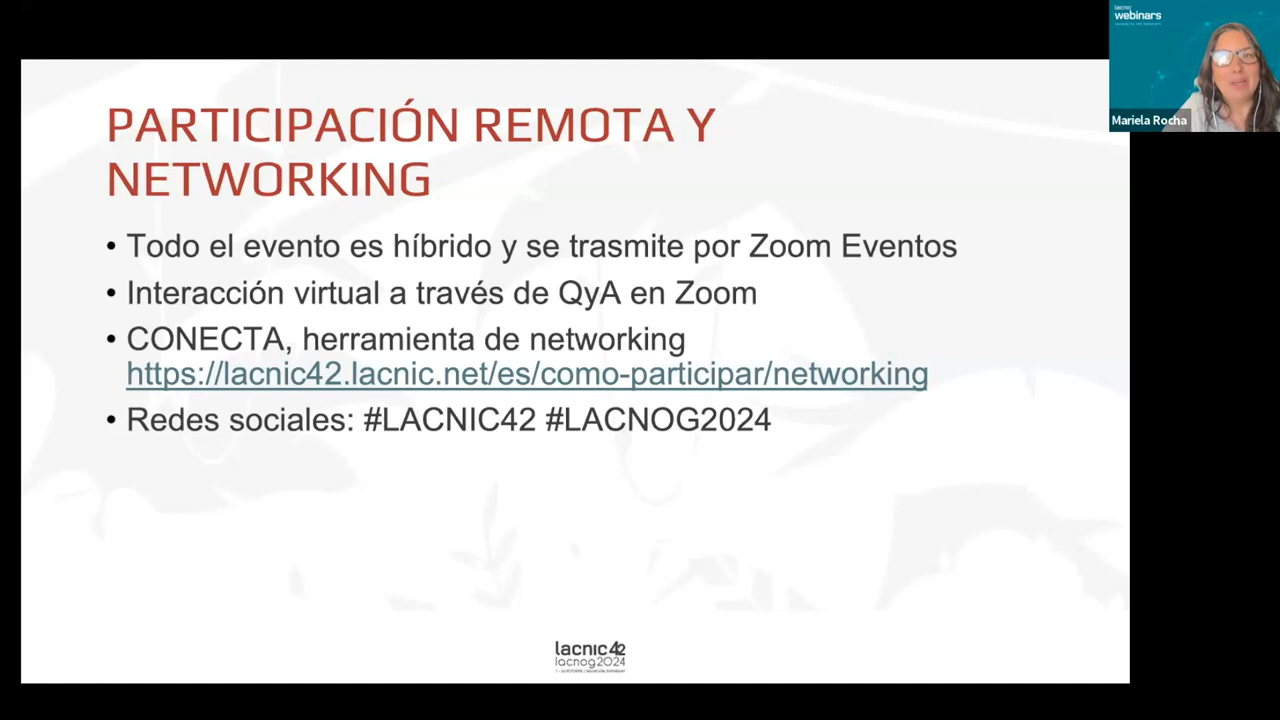 lacnic
webinars
Mariela Rocha
PARTICIPACIÓN REMOTA Y
NETWORKING
• Todo el evento es híbrido y se trasmite por Zoom Eventos
• Interacción virtual a través de QyA en Zoom
• CONECTA, herramienta de networking
https://lacnic42.lacnic.net/es/como-participar/networking
• Redes sociales: #LACNIC42 #LACNOG2024
lacnic42
lacnog2024